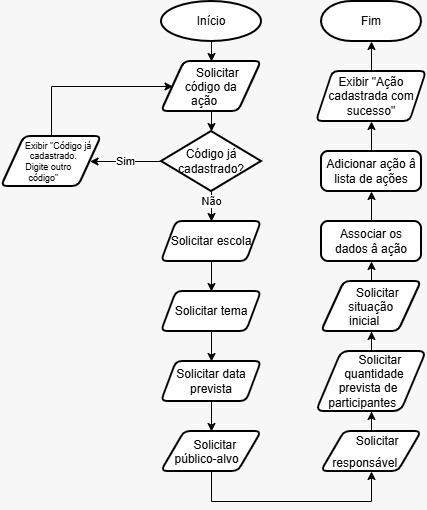 Início
Solicitar
código da
ação
Código já
cadastrado?
Sim
Exibir "Código já
cadastrado.
Digite outro
código"
Não
Solicitar escola
Solicitar tema
Solicitar data
prevista
Solicitar
público-alvo
Solicitar
responsável
Solicitar
quantidade
prevista de
participantes
Solicitar
situação
inicial
Associar os
dados â ação
Adicionar ação â
lista de ações
Exibir "Ação
cadastrada com
sucesso"
Fim